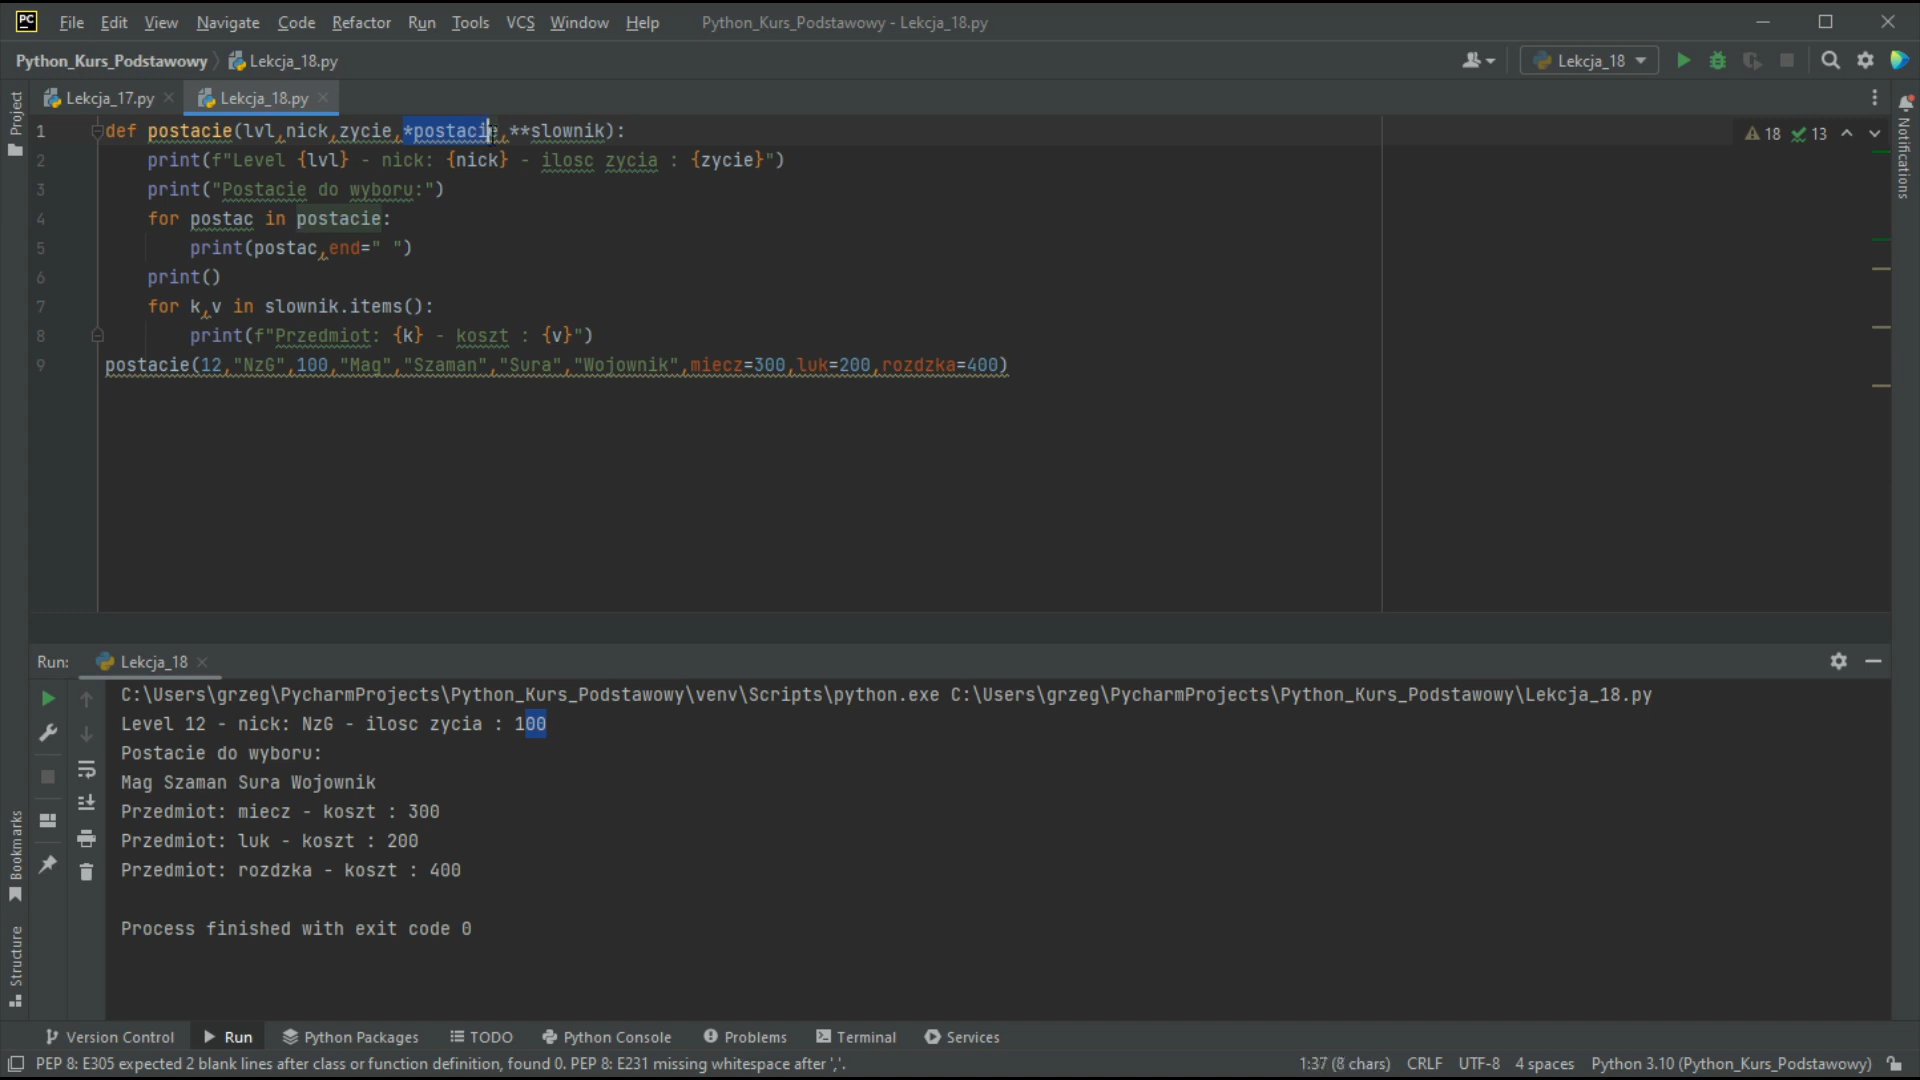 PC File Edit View Navigate Code Refactor Run Tools VCS Window Help Python_Kurs_Podstawowy - Lekcja_18.py
Python_Kurs_Podstawowy Lekcja_18.py Lekcja_18
Project Lekcja_17.py Lekcja_18.py
Notifications
18 13
1 def postacie(lvl,nick,zycie,*postacie,**slownik):
2 print(f"Level {lvl} - nick: {nick} - ilosc zycia : {zycie}")
3 print("Postacie do wyboru:")
4 for postac in postacie:
5 print(postac,end=" ")
6 print()
7 for k,v in slownik.items():
8 print(f"Przedmiot: {k} - koszt : {v}")
9 postacie(12,"NzG",100,"Mag","Szaman","Sura","Wojownik",miecz=300,luk=200,rozdzka=400)
Run: Lekcja_18
C:\Users\grzeg\PycharmProjects\Python_Kurs_Podstawowy\venv\Scripts\python.exe C:\Users\grzeg\PycharmProjects\Python_Kurs_Podstawowy\Lekcja_18.py
Level 12 - nick: NzG - ilosc zycia : 100
Postacie do wyboru:
Mag Szaman Sura Wojownik
Przedmiot: miecz - koszt : 300
Przedmiot: luk - koszt : 200
Przedmiot: rozdzka - koszt : 400
Process finished with exit code 0
Bookmarks
Structure
Version Control Run Python Packages TODO Python Console Problems Terminal Services
PEP 8: E305 expected 2 blank lines after class or function definition, found 0. PEP 8: E231 missing whitespace after ','. 1:37 (8 chars) CRLF UTF-8 4 spaces Python 3.10 (Python_Kurs_Podstawowy)